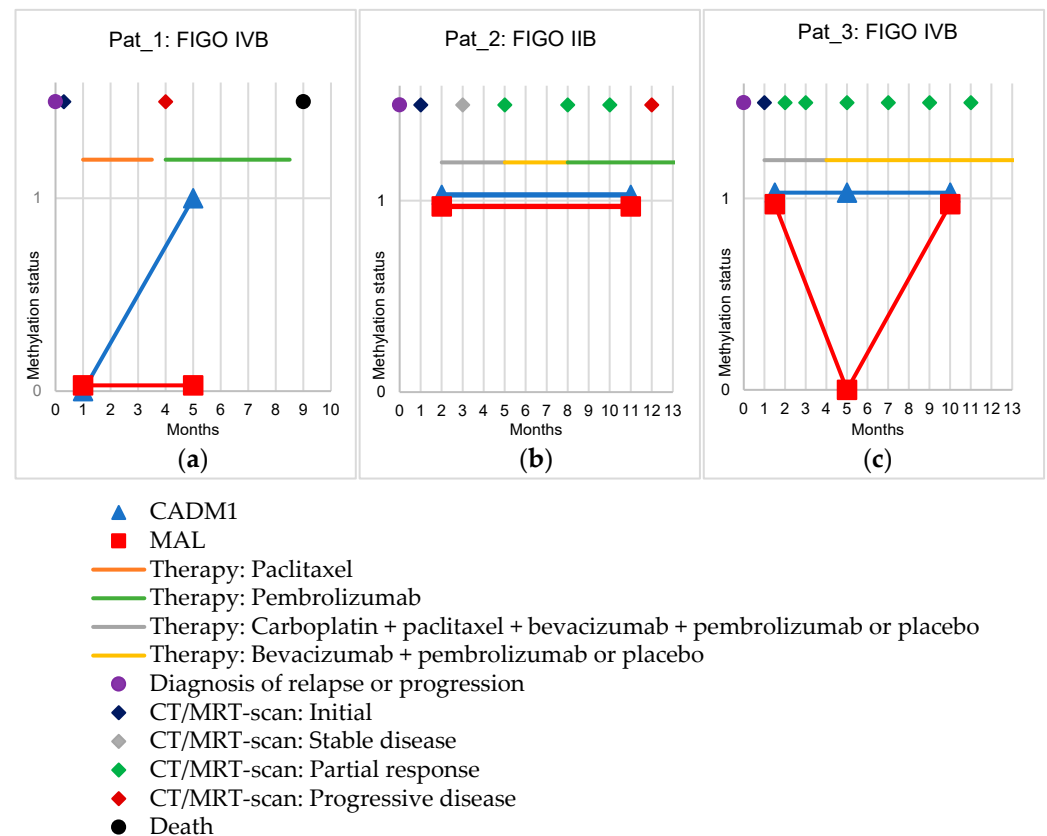 Pat_1: FIGO IVB
Methylation status
1
0
0 1 2 3 4 5 6 7 8 9 10
Months
(a)
Pat_2: FIGO IIB
Methylation status
1
0
0 1 2 3 4 5 6 7 8 9 10 11 12 13
Months
(b)
Pat_3: FIGO IVB
Methylation status
1
0
0 1 2 3 4 5 6 7 8 9 10 11 12 13
Months
(c)
CADM1
MAL
Therapy: Paclitaxel
Therapy: Pembrolizumab
Therapy: Carboplatin + paclitaxel + bevacizumab + pembrolizumab or placebo
Therapy: Bevacizumab + pembrolizumab or placebo
Diagnosis of relapse or progression
CT/MRT-scan: Initial
CT/MRT-scan: Stable disease
CT/MRT-scan: Partial response
CT/MRT-scan: Progressive disease
Death